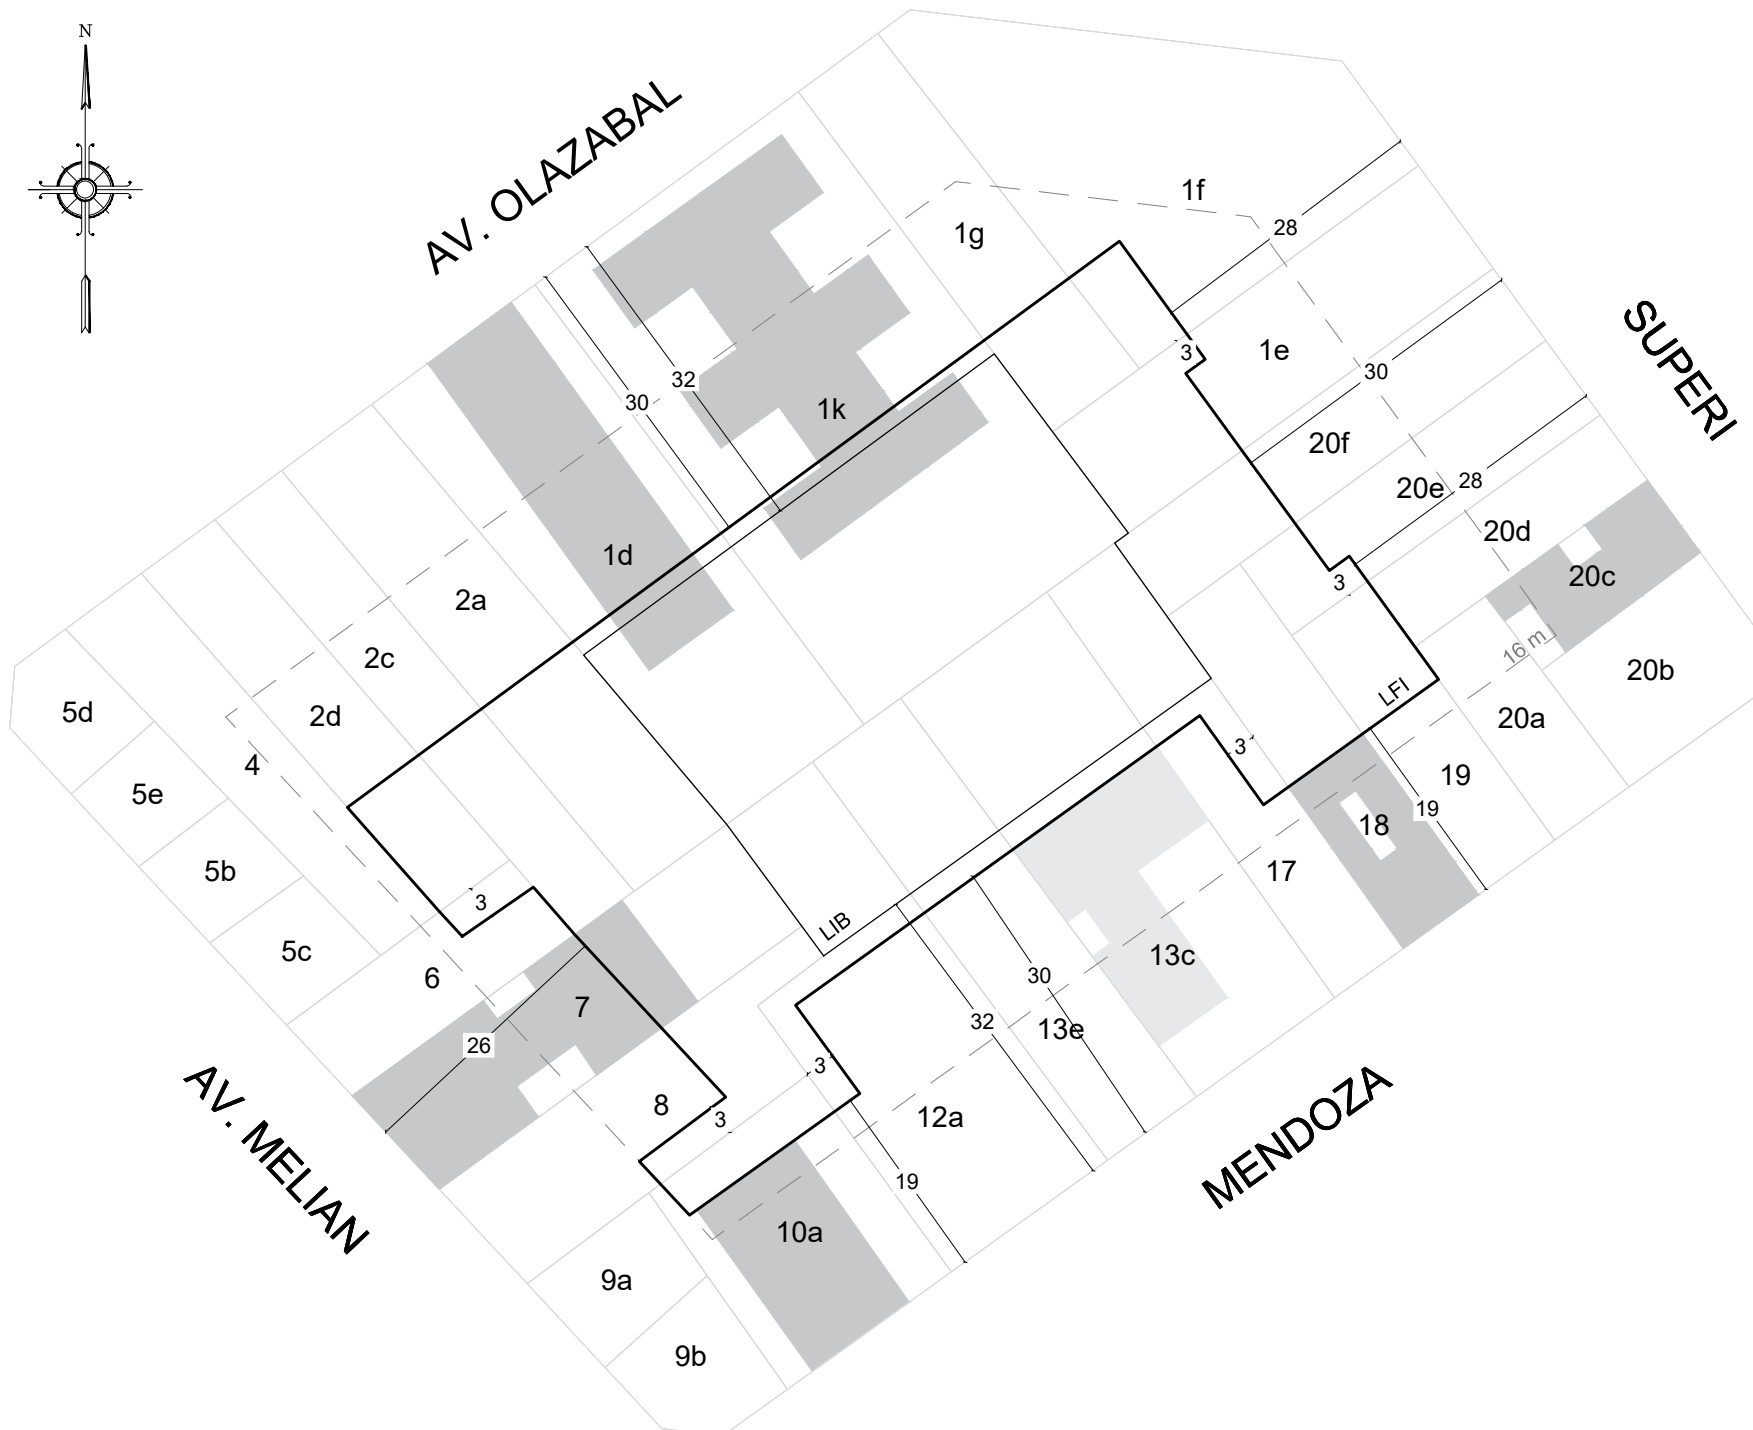 N
AV. OLAZABAL
1f
1g
28
SUPERI
3
1e
30
32
30
1k
20f
20e
28
20d
1d
20c
3
2a
16 m
2c
20b
LFI
5d
2d
20a
3
4
19
5e
19
18
5b
17
3
LIB
5c
13c
6
30
7
32
13e
26
3
MENDOZA
AV. MELIAN
8
3
12a
19
10a
9a
9b